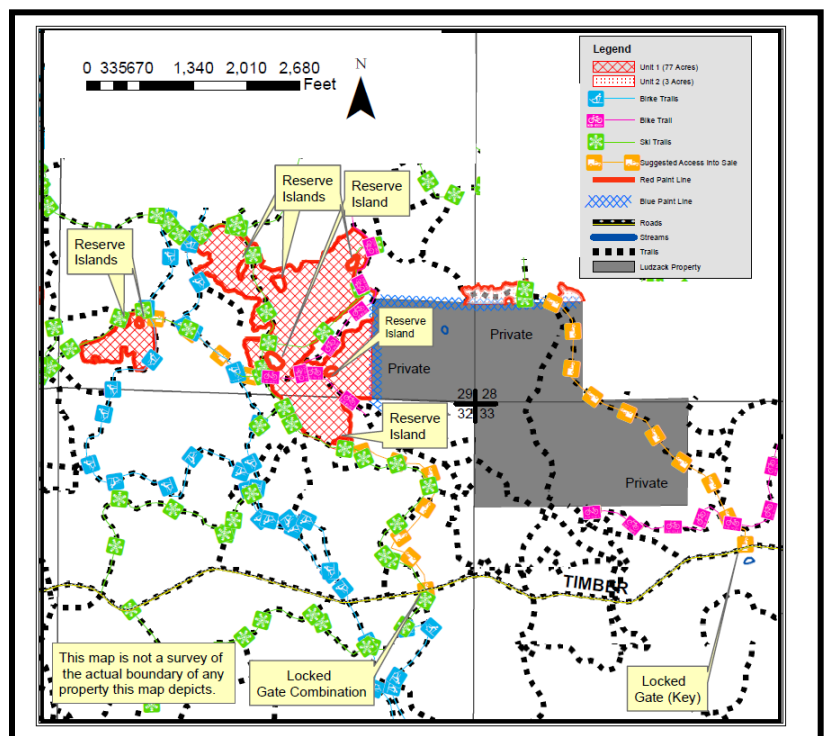 0 335670 1,340 2,010 2,680
Feet
N
Legend
Unit 1 (77 Acres)
Unit 2 (3 Acres)
Birke Trails
Bike Trail
Ski Trails
Suggested Access Into Sale
Red Paint Line
Blue Paint Line
Roads
Streams
Trails
Ludzack Property
Reserve
Islands
Reserve
Island
Reserve
Islands
Reserve
Island
Private
Private
29 28
32 33
Reserve
Island
Private
TIMBER
This map is not a survey of
the actual boundary of any
property this map depicts.
Locked
Gate Combination
Locked
Gate (Key)